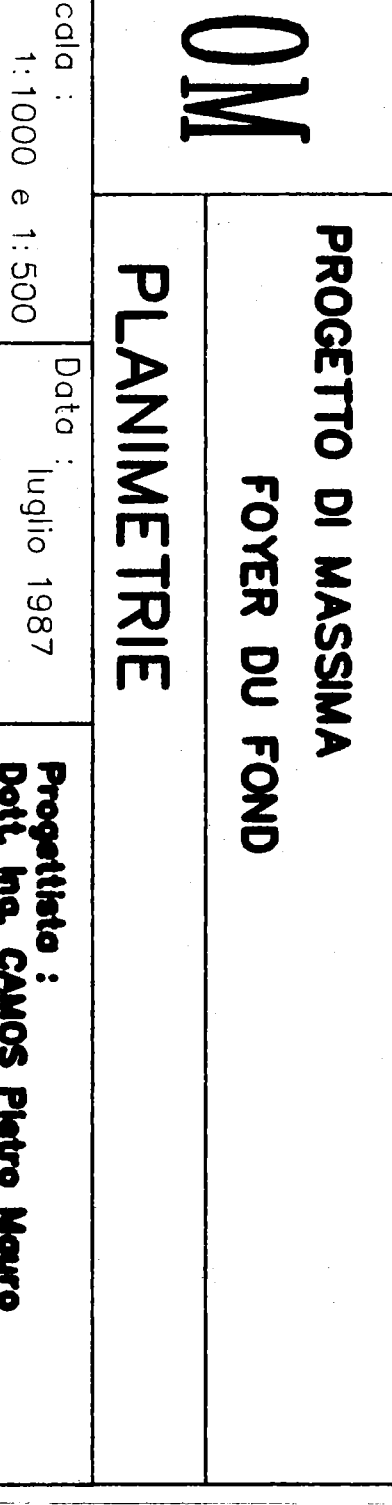 OM
PROGETTO DI MASSIMA
FOYER DU FOND
PLANIMETRIE
cala :
1:1000 e 1:500
Data :
luglio 1987
Progettista :
Dott. Ing. CAMOS Pietro Mauro